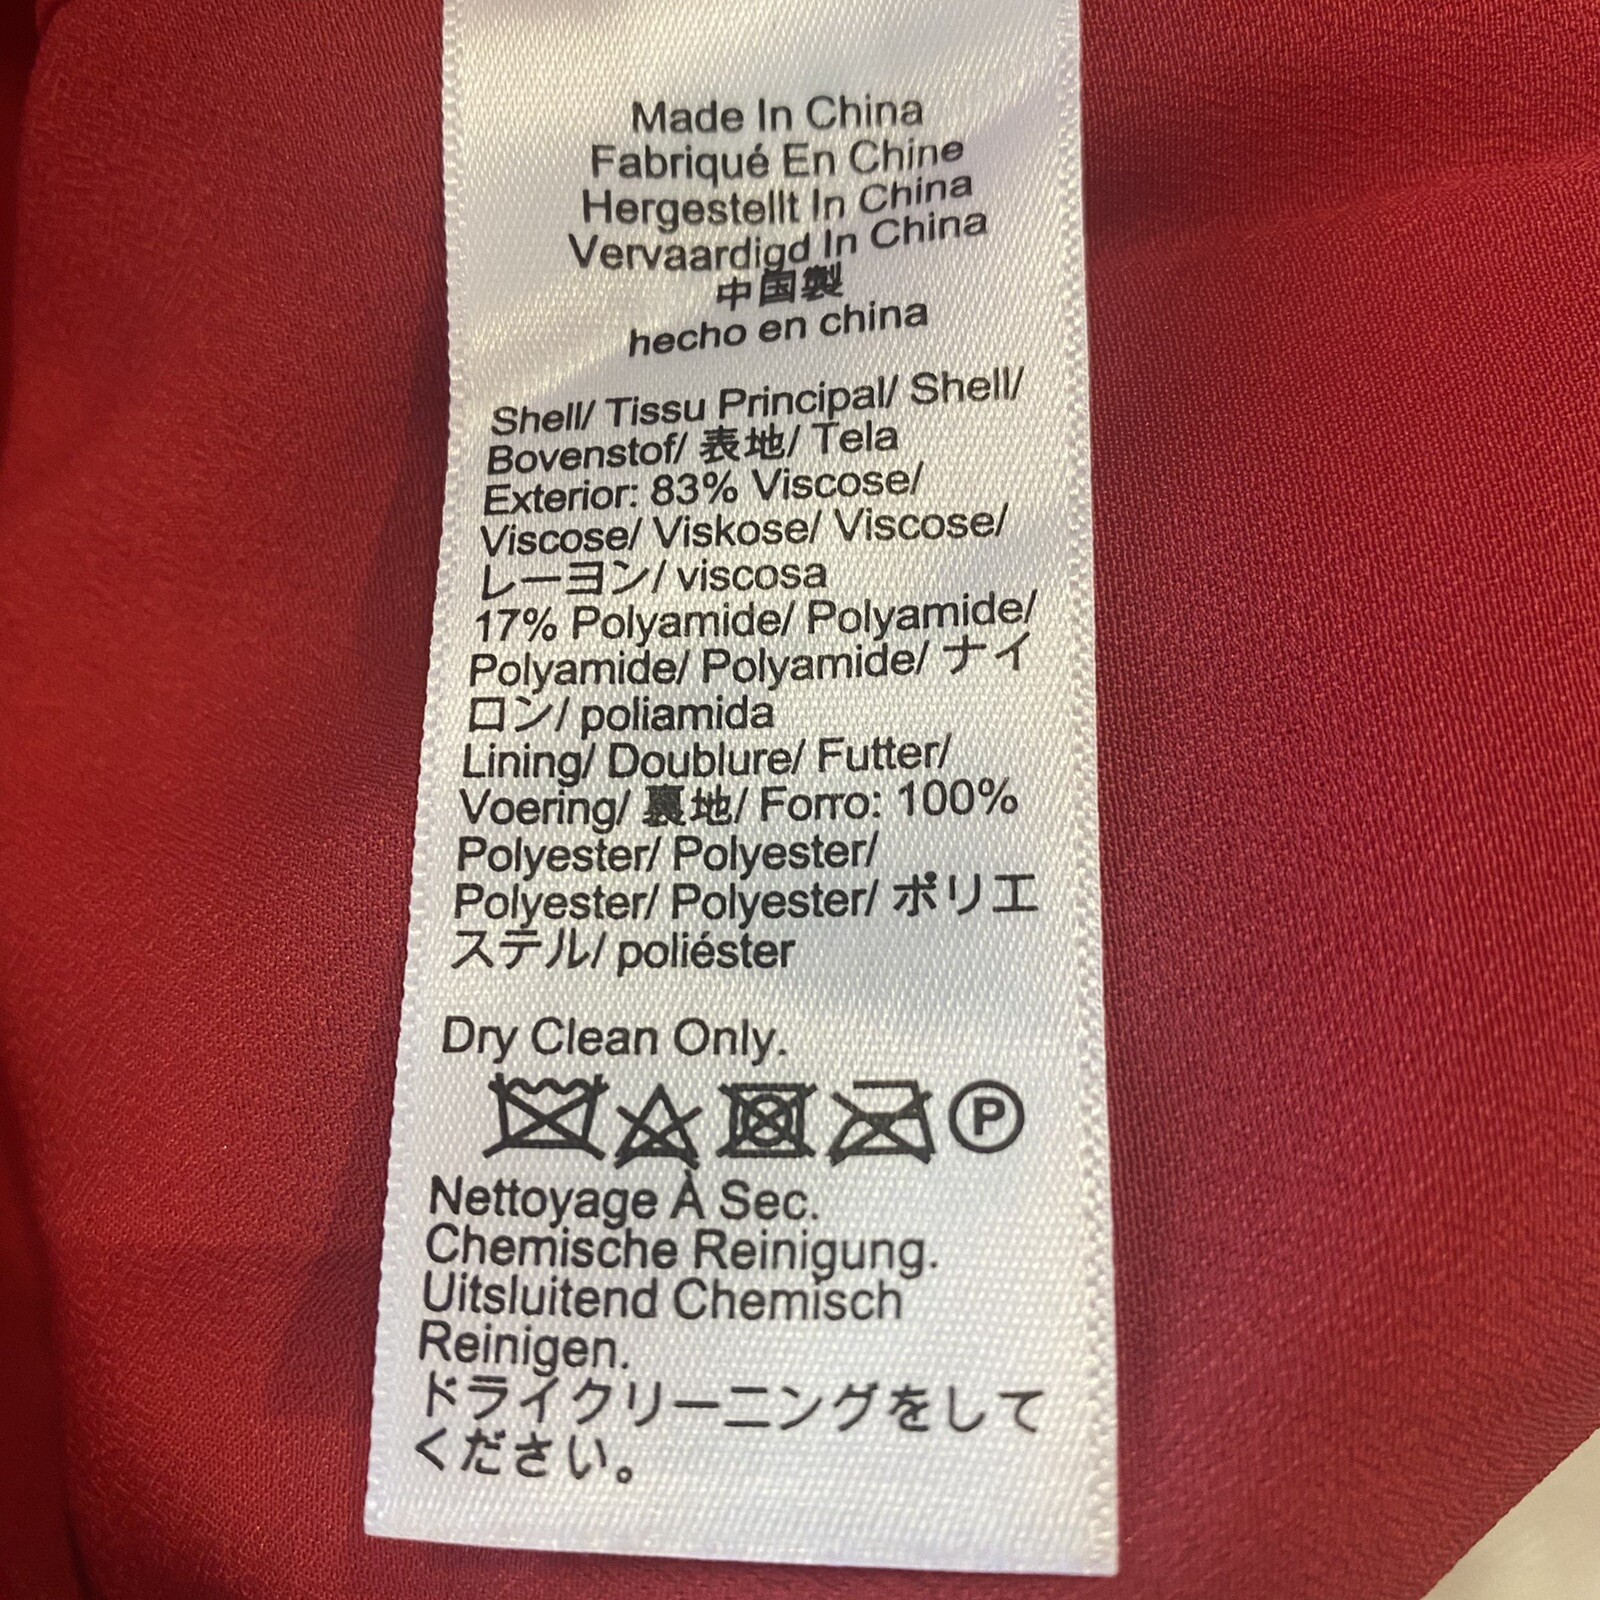 Made In China
Fabriqué En Chine
Hergestellt In China
Vervaardigd In China
中国製
hecho en china
Shell/ Tissu Principal/ Shell/
Bovenstof/ 表地/ Tela
Exterior: 83% Viscose/
Viscose/ Viskose/ Viscose/
レーヨン/ viscosa
17% Polyamide/ Polyamide/
Polyamide/ Polyamide/ ナイ
ロン/ poliamida
Lining/ Doublure/ Futter/
Voering/ 裏地/ Forro: 100%
Polyester/ Polyester/
Polyester/ Polyester/ ポリエ
ステル/ poliéster
Dry Clean Only.
P
Nettoyage À Sec.
Chemische Reinigung.
Uitsluitend Chemisch
Reinigen.
ドライクリーニングをして
ください。